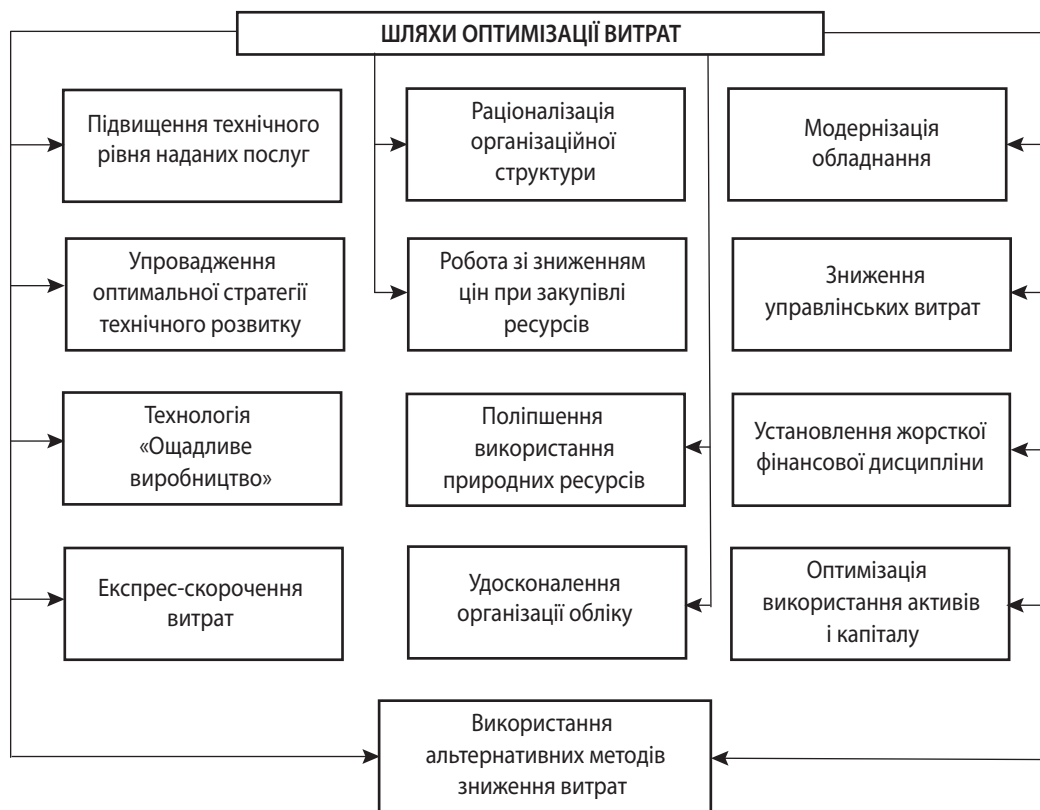 ШЛЯХИ ОПТИМІЗАЦІЇ ВИТРАТ
Підвищення технічного
рівня наданих послуг
Раціоналізація
організаційної
структури
Модернізація
обладнання
Упровадження
оптимальної стратегії
технічного розвитку
Робота зі зниженням
цін при закупівлі
ресурсів
Зниження
управлінських витрат
Технологія
«Ощадливе
виробництво»
Поліпшення
використання
природних ресурсів
Установлення жорсткої
фінансової дисципліни
Експрес-скорочення
витрат
Удосконалення
організації обліку
Оптимізація
використання активів
і капіталу
Використання
альтернативних методів
зниження витрат